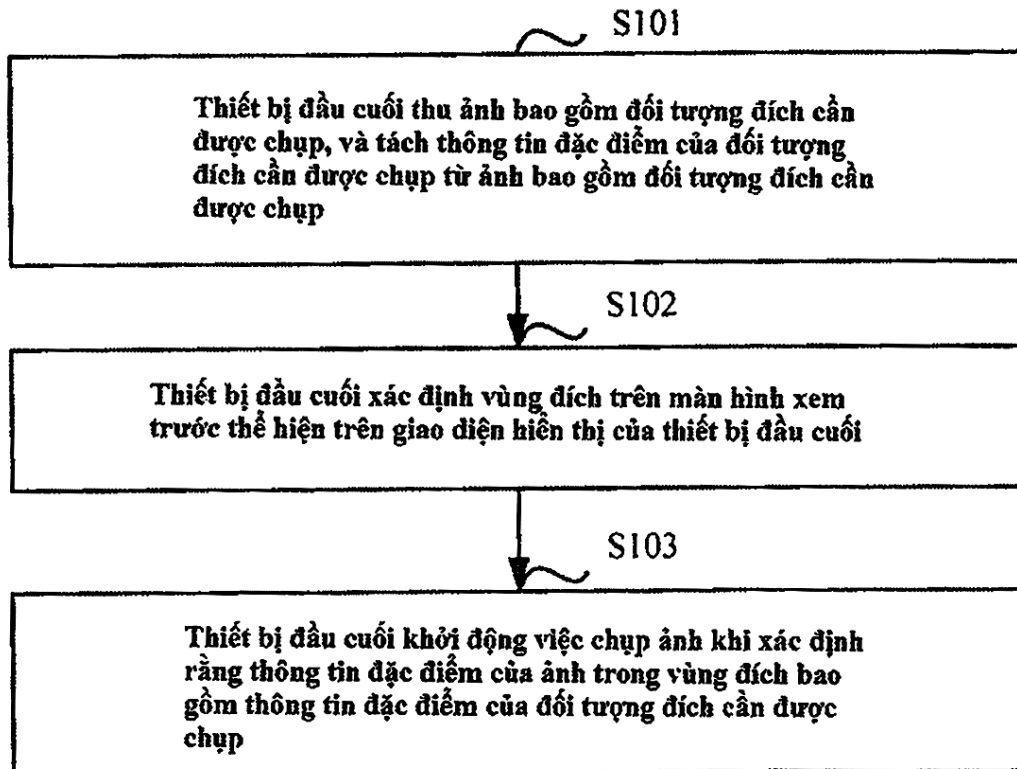 S101
Thiết bị đầu cuối thu ảnh bao gồm đối tượng đích cần
được chụp, và tách thông tin đặc điểm của đối tượng
đích cần được chụp từ ảnh bao gồm đối tượng đích cần
được chụp
S102
Thiết bị đầu cuối xác định vùng đích trên màn hình xem
trước thể hiện trên giao diện hiển thị của thiết bị đầu cuối
S103
Thiết bị đầu cuối khởi động việc chụp ảnh khi xác định
rằng thông tin đặc điểm của ảnh trong vùng đích bao
gồm thông tin đặc điểm của đối tượng đích cần được
chụp